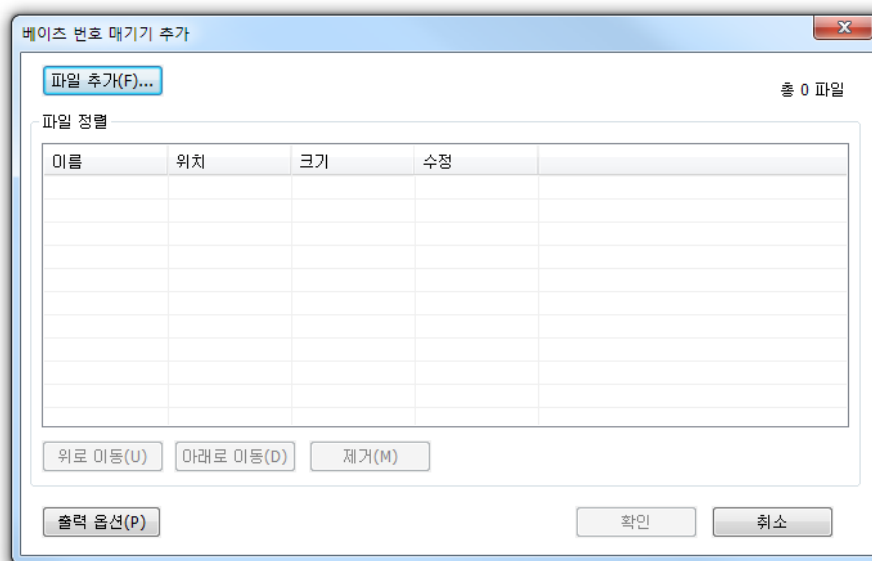 베이츠 번호 매기기 추가
파일 추가(F)...
총 0 파일
파일 정렬
이름 위치 크기 수정
위로 이동(U) 아래로 이동(D) 제거(M)
출력 옵션(P) 확인 취소